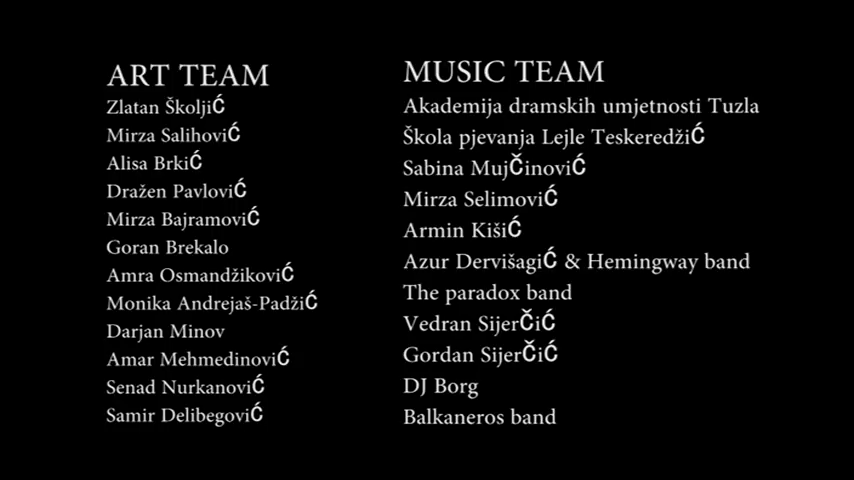 ART TEAM
Zlatan ŠkoljiĆ
Mirza SalihoviĆ
Alisa BrkiĆ
Dražen PavloviĆ
Mirza BajramoviĆ
Goran Brekalo
Amra OsmandžikoviĆ
Monika Andrejaš-PadžiĆ
Darjan Minov
Amar MehmedinoviĆ
Senad NurkanoviĆ
Samir DelibegoviĆ
MUSIC TEAM
Akademija dramskih umjetnosti Tuzla
Škola pjevanja Lejle TeskeredžiĆ
Sabina MujČinoviĆ
Mirza SelimoviĆ
Armin KišiĆ
Azur DervišagiĆ & Hemingway band
The paradox band
Vedran SijerČiĆ
Gordan SijerČiĆ
DJ Borg
Balkaneros band